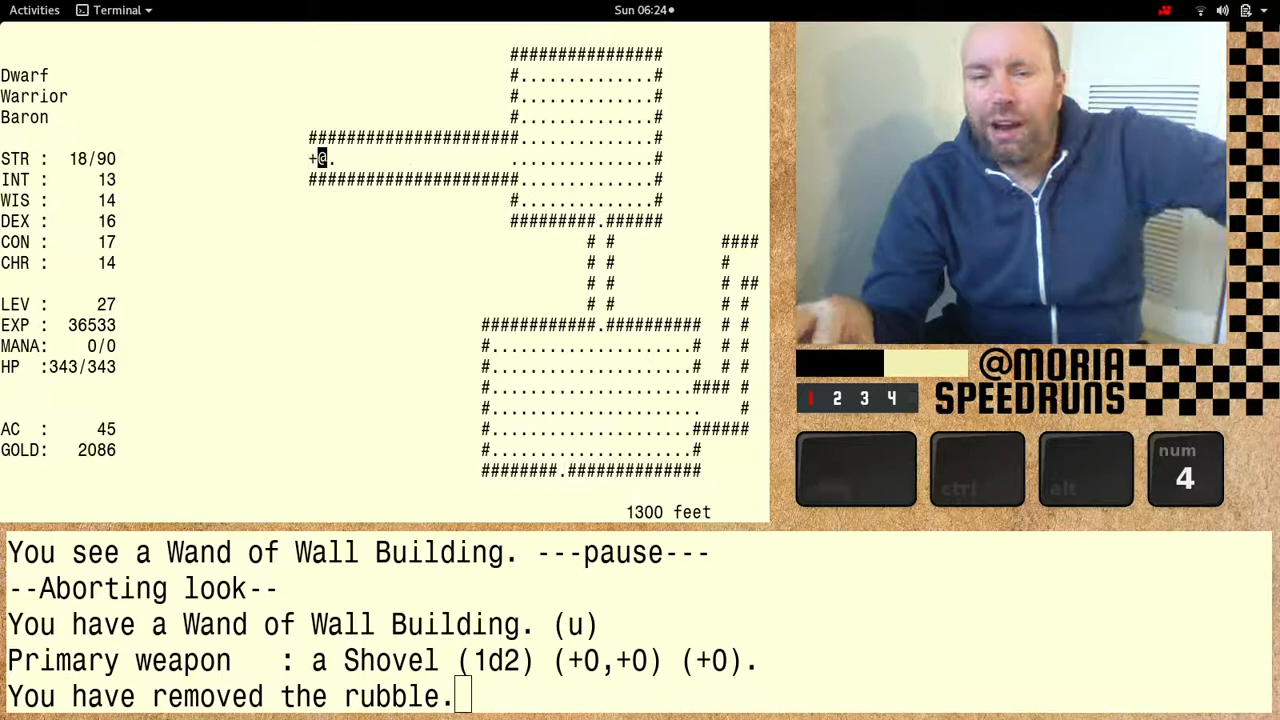 Activities Terminal Sun 06:24
################
Dwarf #..............#
Warrior #..............#
Baron #..............#
######################..............#
STR : 18/90 +@. ...............#
INT : 13 ######################..............#
WIS : 14 #..............#
DEX : 16 #########.######
CON : 17 # # ####
CHR : 14 # # #
# # # ##
LEV : 27 # # # #
EXP : 36533 ############.########## # #
MANA: 0/0 #.....................# # #
HP :343/343 #.....................# # #
#.....................#### #
#...................... #
AC : 45 #.....................######
GOLD: 2086 #.....................#
########.##############
1300 feet
@MORIA
SPEEDRUNS
1 2 3 4
ctrl
alt
num
4
You see a Wand of Wall Building. ---pause---
--Aborting look--
You have a Wand of Wall Building. (u)
Primary weapon : a Shovel (1d2) (+0,+0) (+0).
You have removed the rubble.